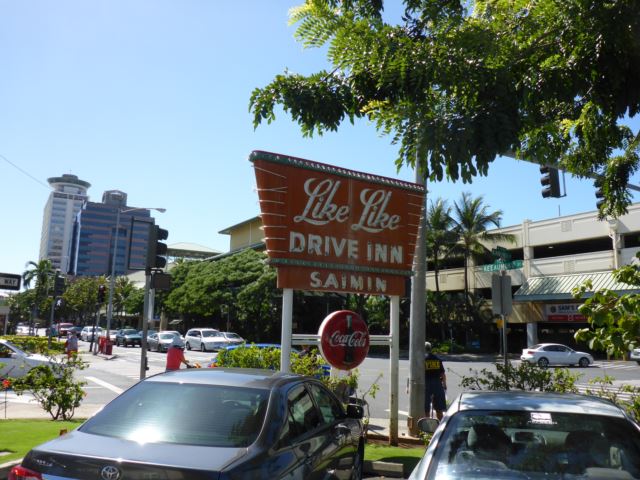 Like Like
DRIVE INN
SAIMIN
Coca-Cola
KEEAUMOKU